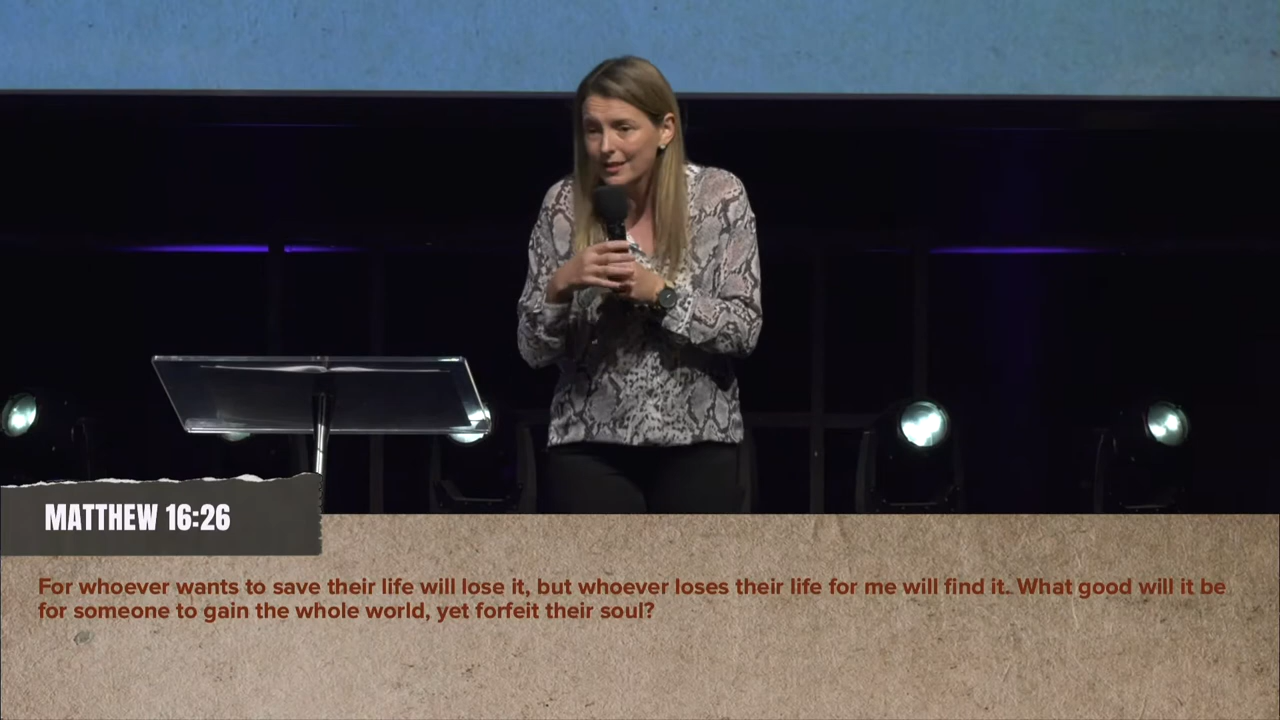 MATTHEW 16:26
For whoever wants to save their life will lose it, but whoever loses their life for me will find it. What good will it be
for someone to gain the whole world, yet forfeit their soul?